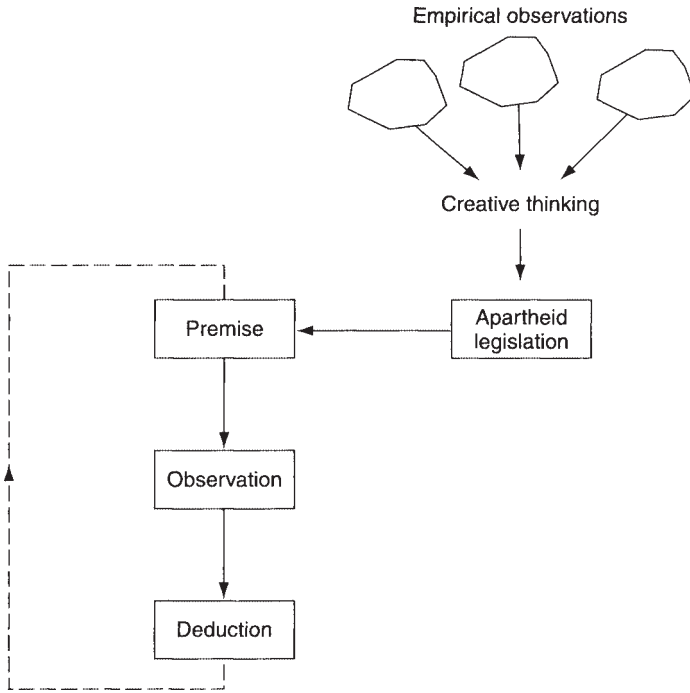 Empirical observations
Creative thinking
Apartheid
legislation
Premise
Observation
Deduction